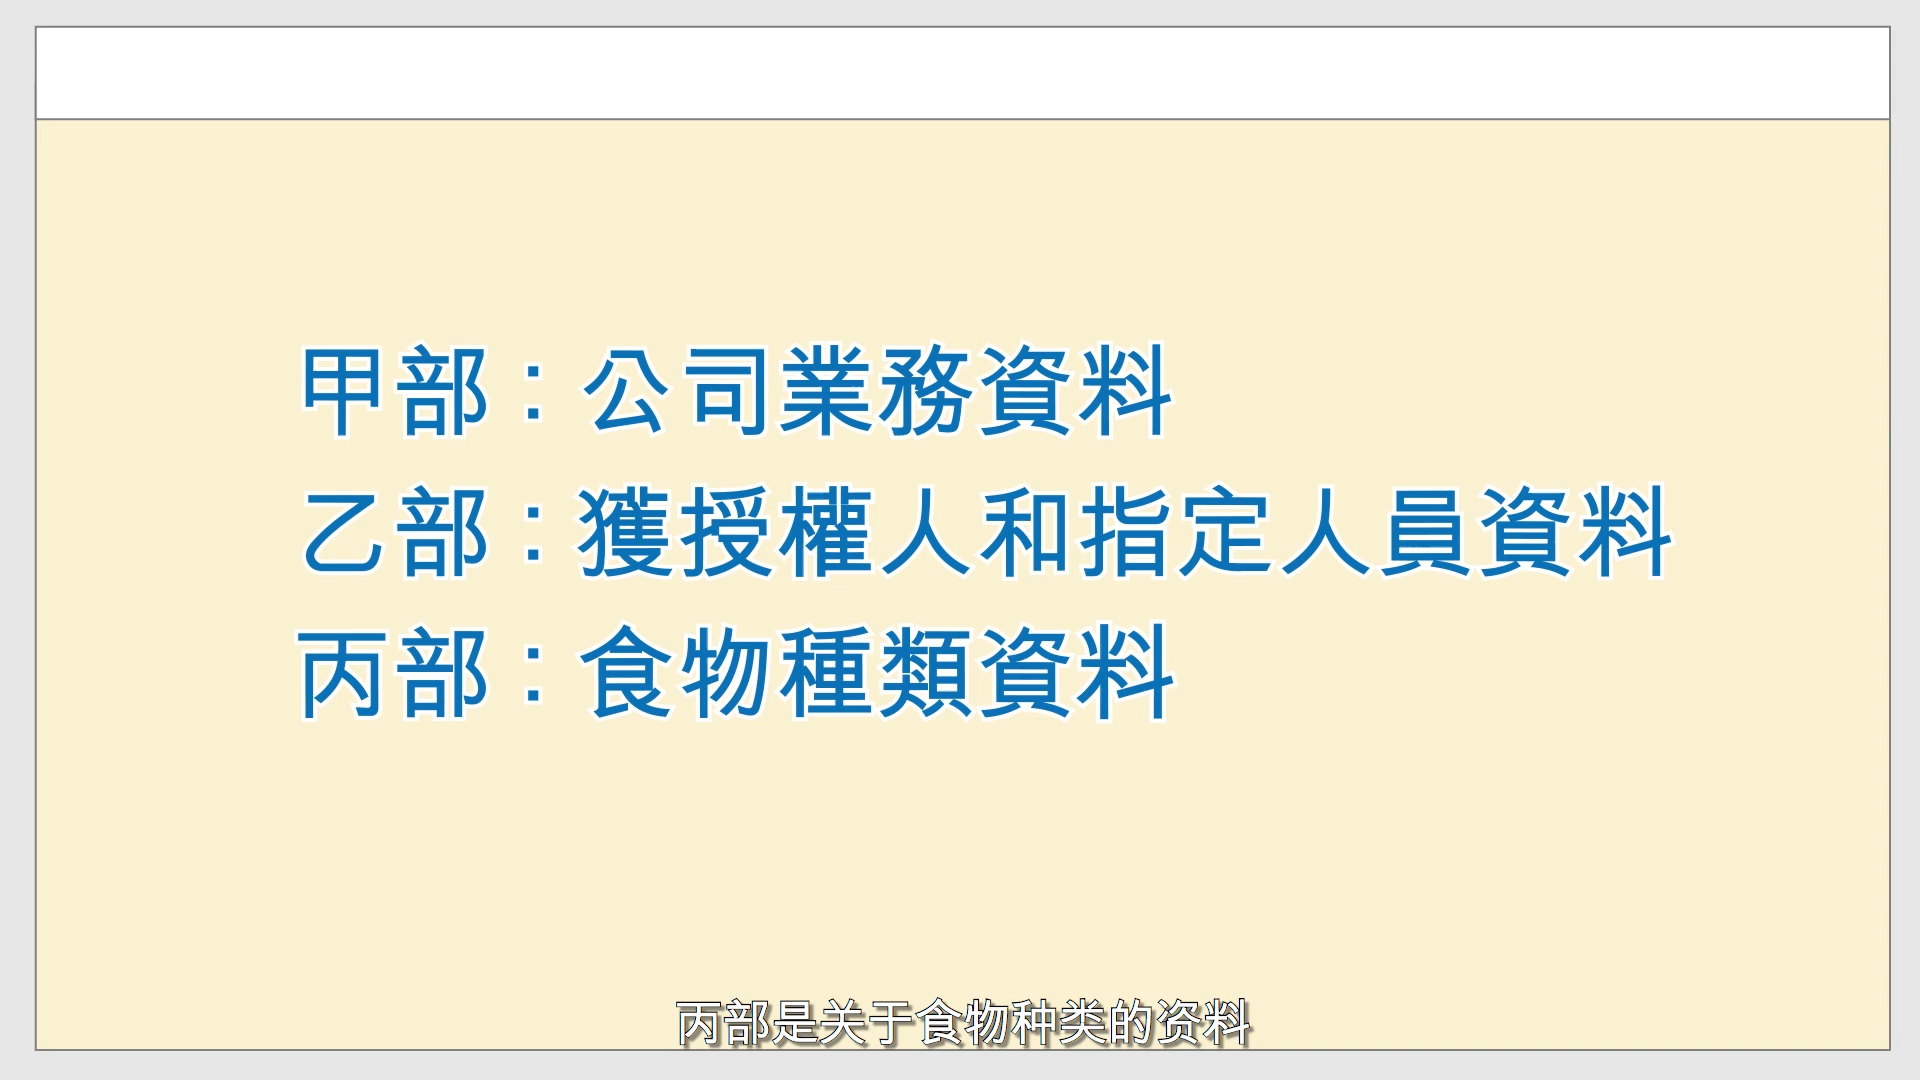 甲部：公司業務資料
乙部：獲授權人和指定人員資料
丙部：食物種類資料
丙部是关于食物种类的资料